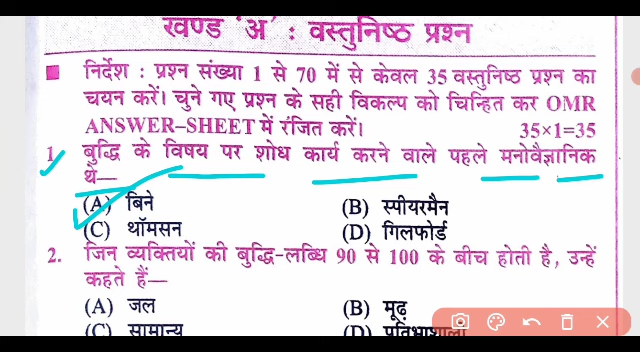 खण्ड 'अ' : वस्तुनिष्ठ प्रश्न
निर्देश : प्रश्न संख्या 1 से 70 में से केवल 35 वस्तुनिष्ठ प्रश्न का
चयन करें। चुने गए प्रश्न के सही विकल्प को चिन्हित कर OMR
ANSWER–SHEET में रंजित करें। 35×1=35
1. बुद्धि के विषय पर शोध कार्य करने वाले पहले मनोवैज्ञानिक
थे—
(A) बिने (B) स्पीयरमैन
(C) थॉमसन (D) गिलफोर्ड
2. जिन व्यक्तियों की बुद्धि-लब्धि 90 से 100 के बीच होती है, उन्हें
कहते हैं—
(A) जल (B) मूढ़
(C) सामान्य (D) प्रतिभाशाली